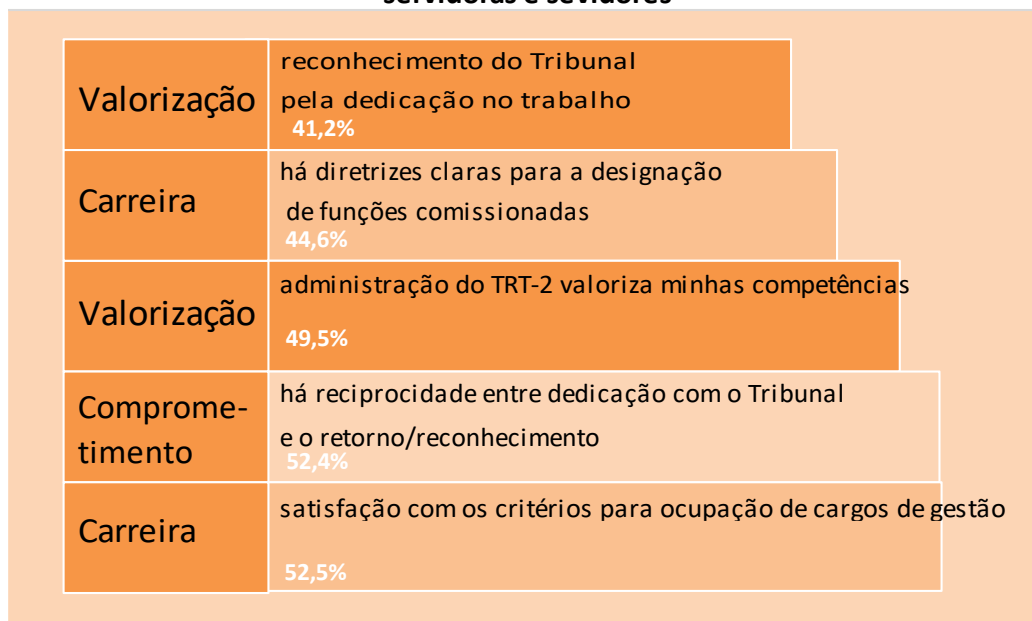 servidoras e sevidores
Valorização
reconhecimento do Tribunal
pela dedicação no trabalho
41,2%
Carreira
há diretrizes claras para a designação
de funções comissionadas
44,6%
Valorização
administração do TRT-2 valoriza minhas competências
49,5%
Comprome-
timento
há reciprocidade entre dedicação com o Tribunal
e o retorno/reconhecimento
52,4%
Carreira
satisfação com os critérios para ocupação de cargos de gestão
52,5%